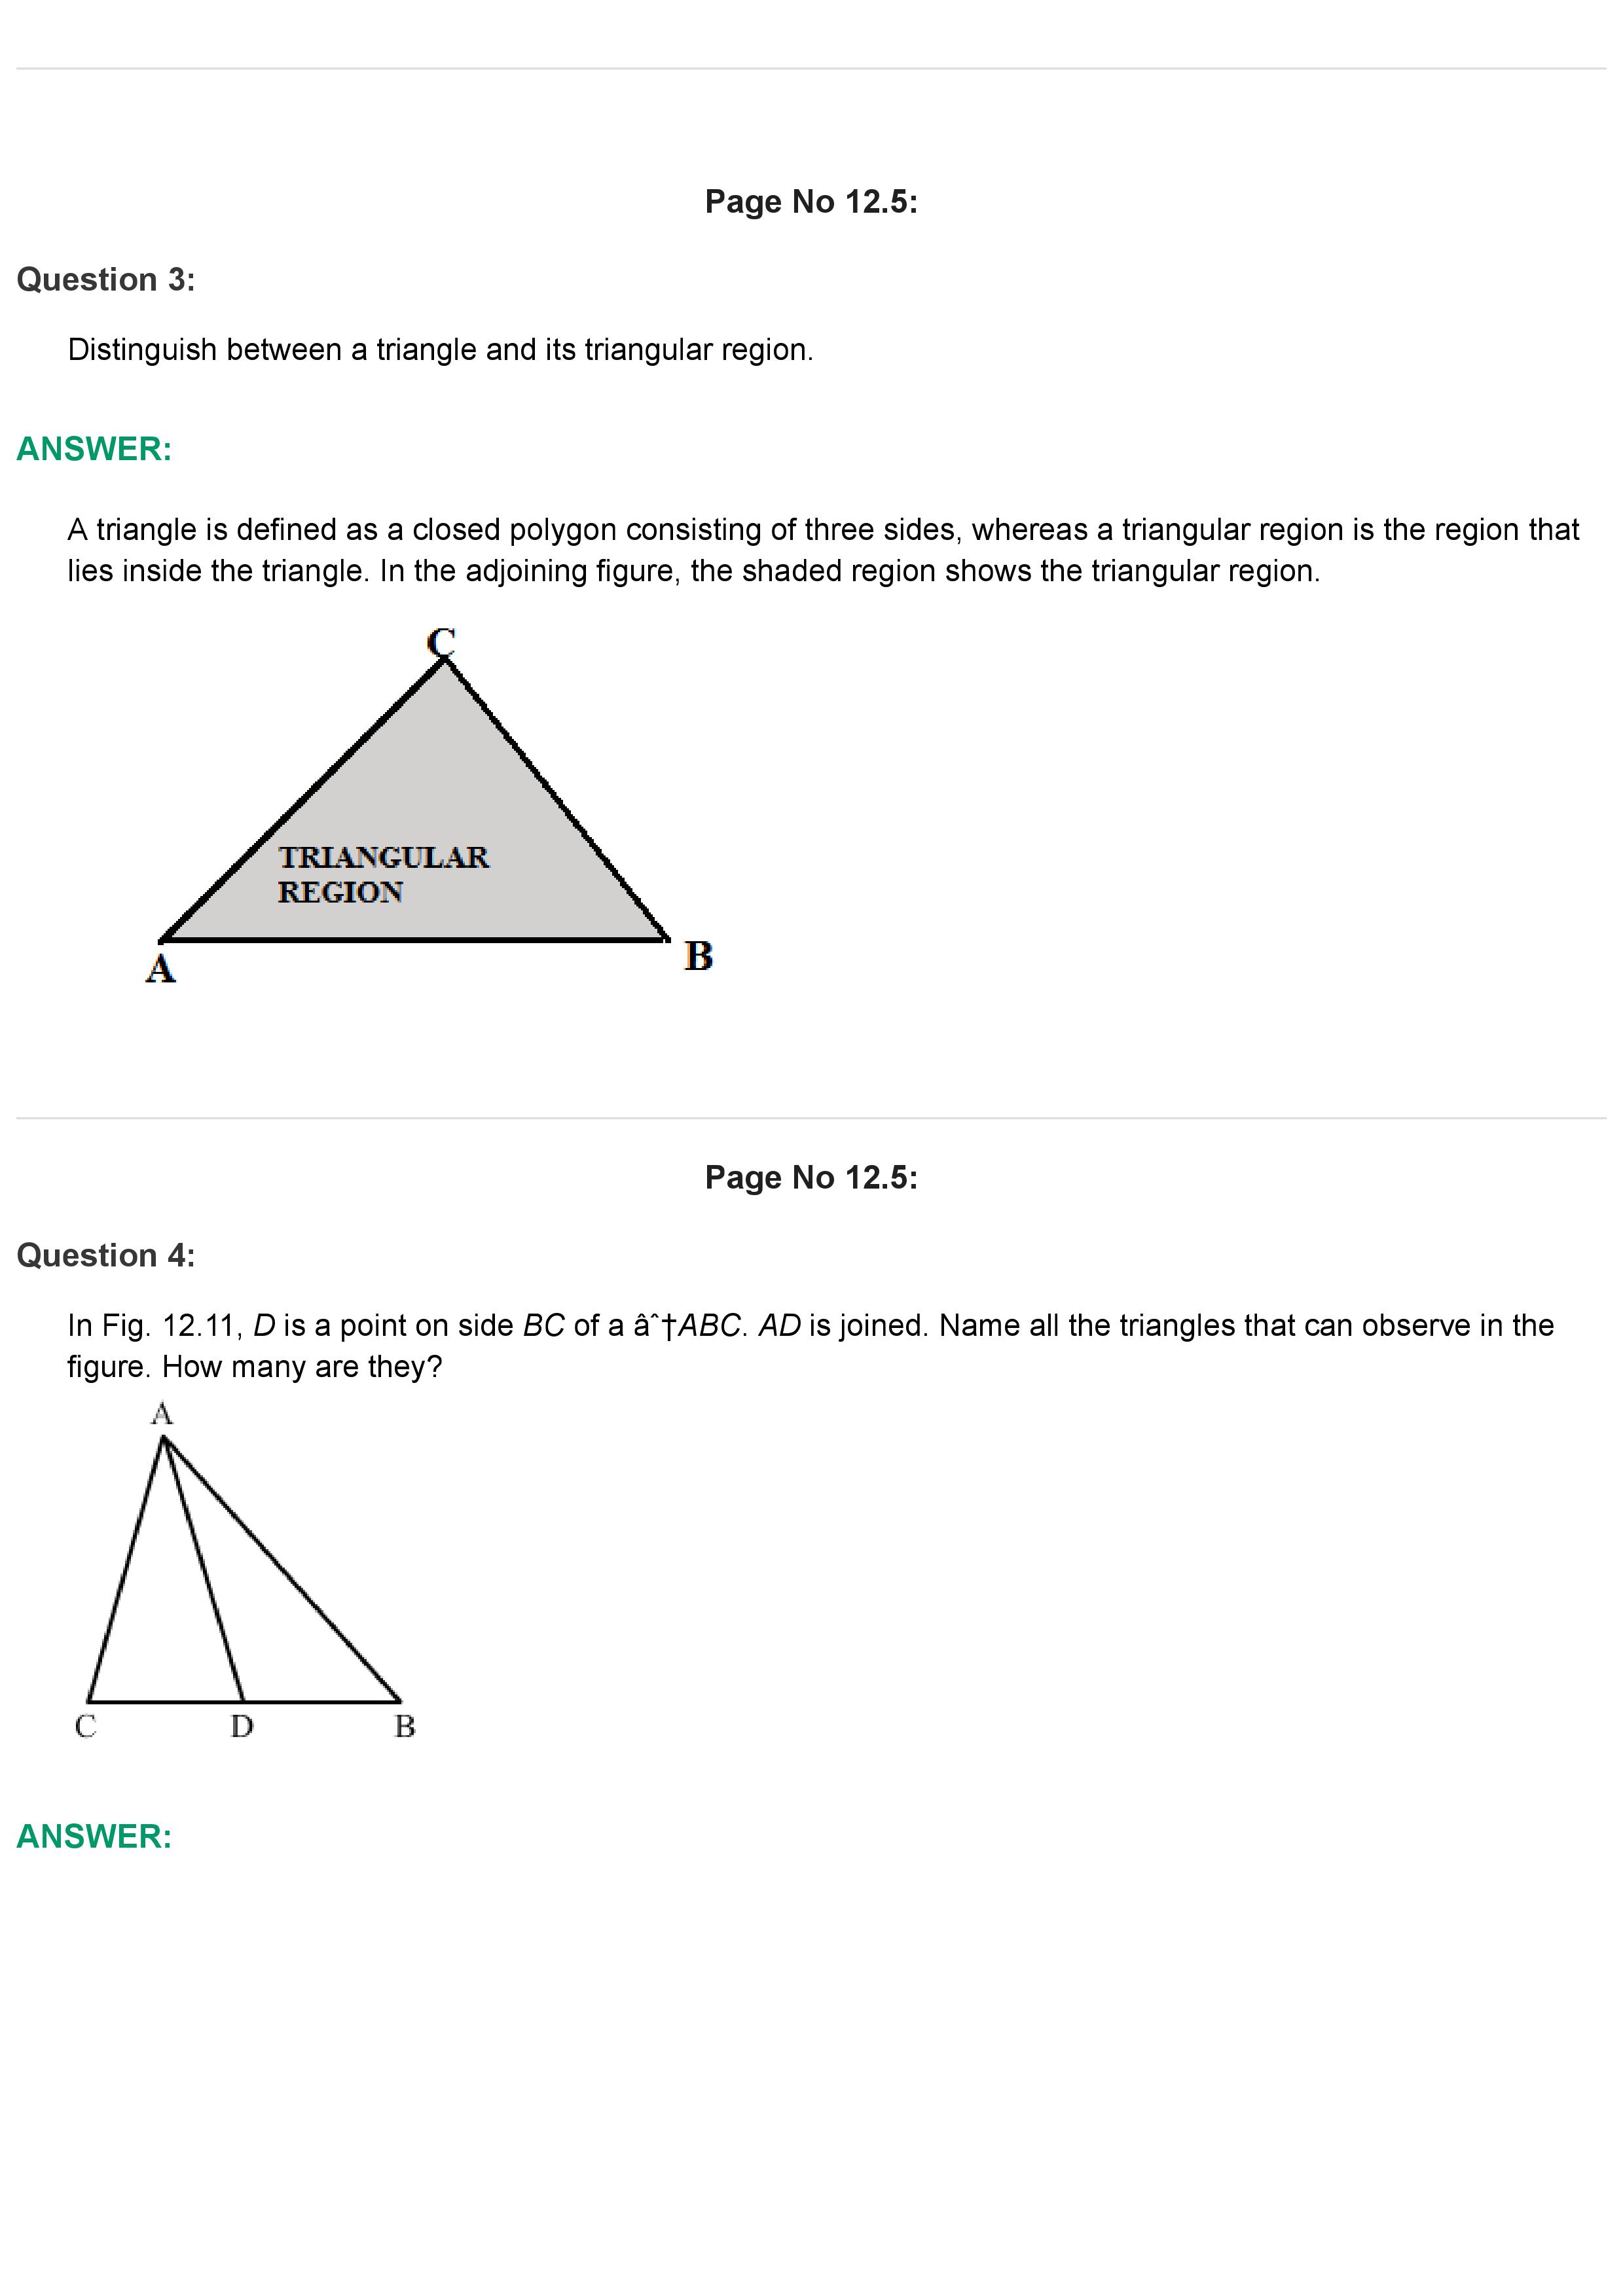 Page No 12.5:
Question 3:
Distinguish between a triangle and its triangular region.
ANSWER:
A triangle is defined as a closed polygon consisting of three sides, whereas a triangular region is the region that
lies inside the triangle. In the adjoining figure, the shaded region shows the triangular region.
C
TRIANGULAR
REGION
A
B
Page No 12.5:
Question 4:
In Fig. 12.11, D is a point on side BC of a âˆ†ABC. AD is joined. Name all the triangles that can observe in the
figure. How many are they?
A
C D B
ANSWER: